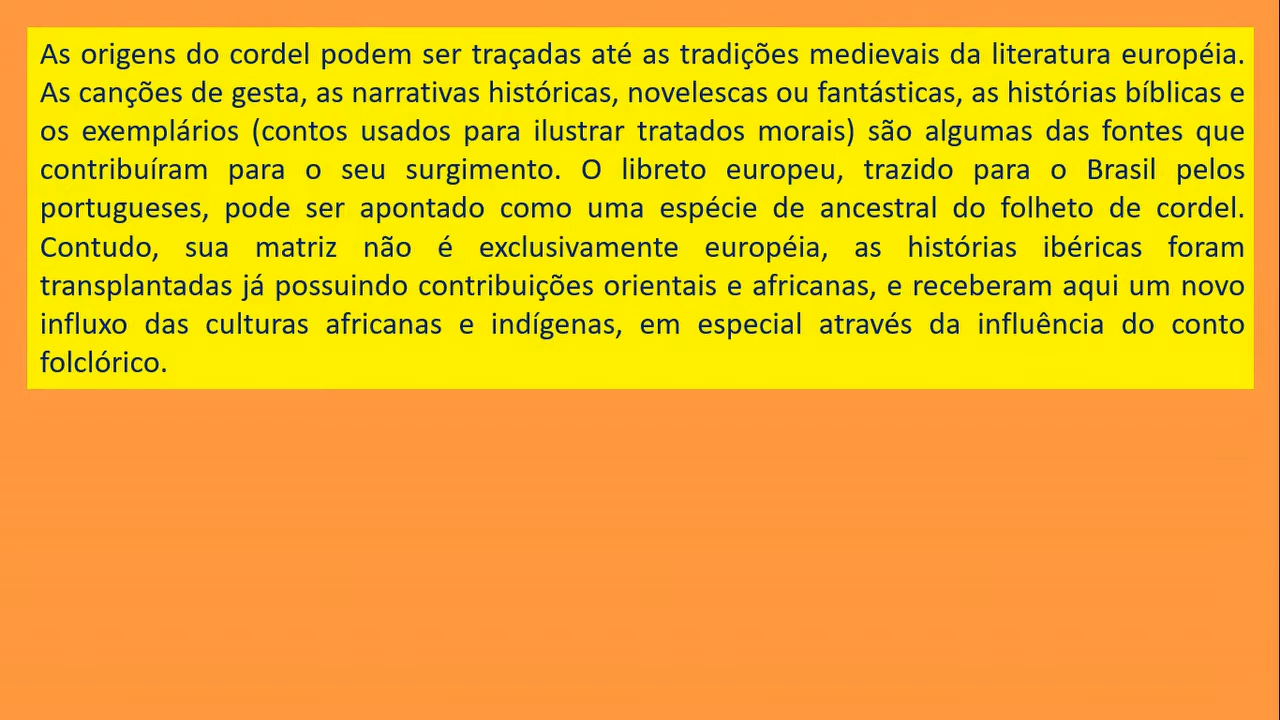 As origens do cordel podem ser traçadas até as tradições medievais da literatura européia.
As canções de gesta, as narrativas históricas, novelescas ou fantásticas, as histórias bíblicas e
os exemplários (contos usados para ilustrar tratados morais) são algumas das fontes que
contribuíram para o seu surgimento. O libreto europeu, trazido para o Brasil pelos
portugueses, pode ser apontado como uma espécie de ancestral do folheto de cordel.
Contudo, sua matriz não é exclusivamente européia, as histórias ibéricas foram
transplantadas já possuindo contribuições orientais e africanas, e receberam aqui um novo
influxo das culturas africanas e indígenas, em especial através da influência do conto
folclórico.